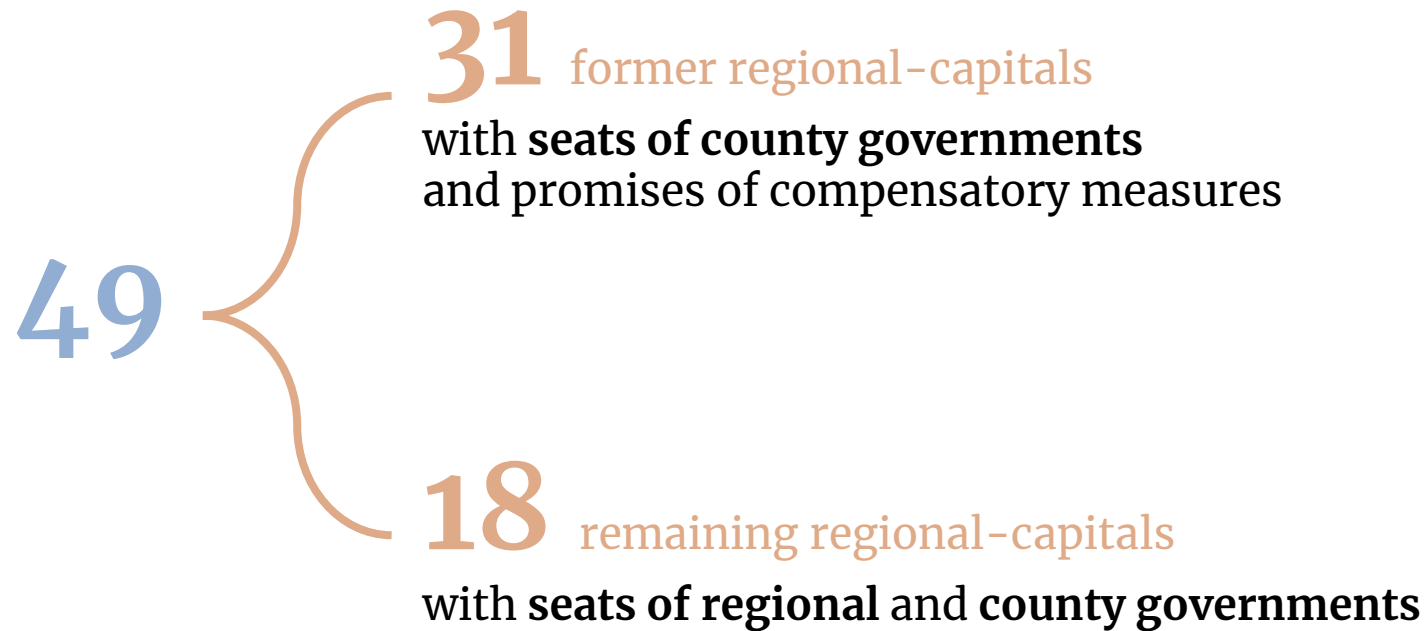 31 former regional-capitals
with seats of county governments
and promises of compensatory measures
49
18 remaining regional-capitals
with seats of regional and county governments